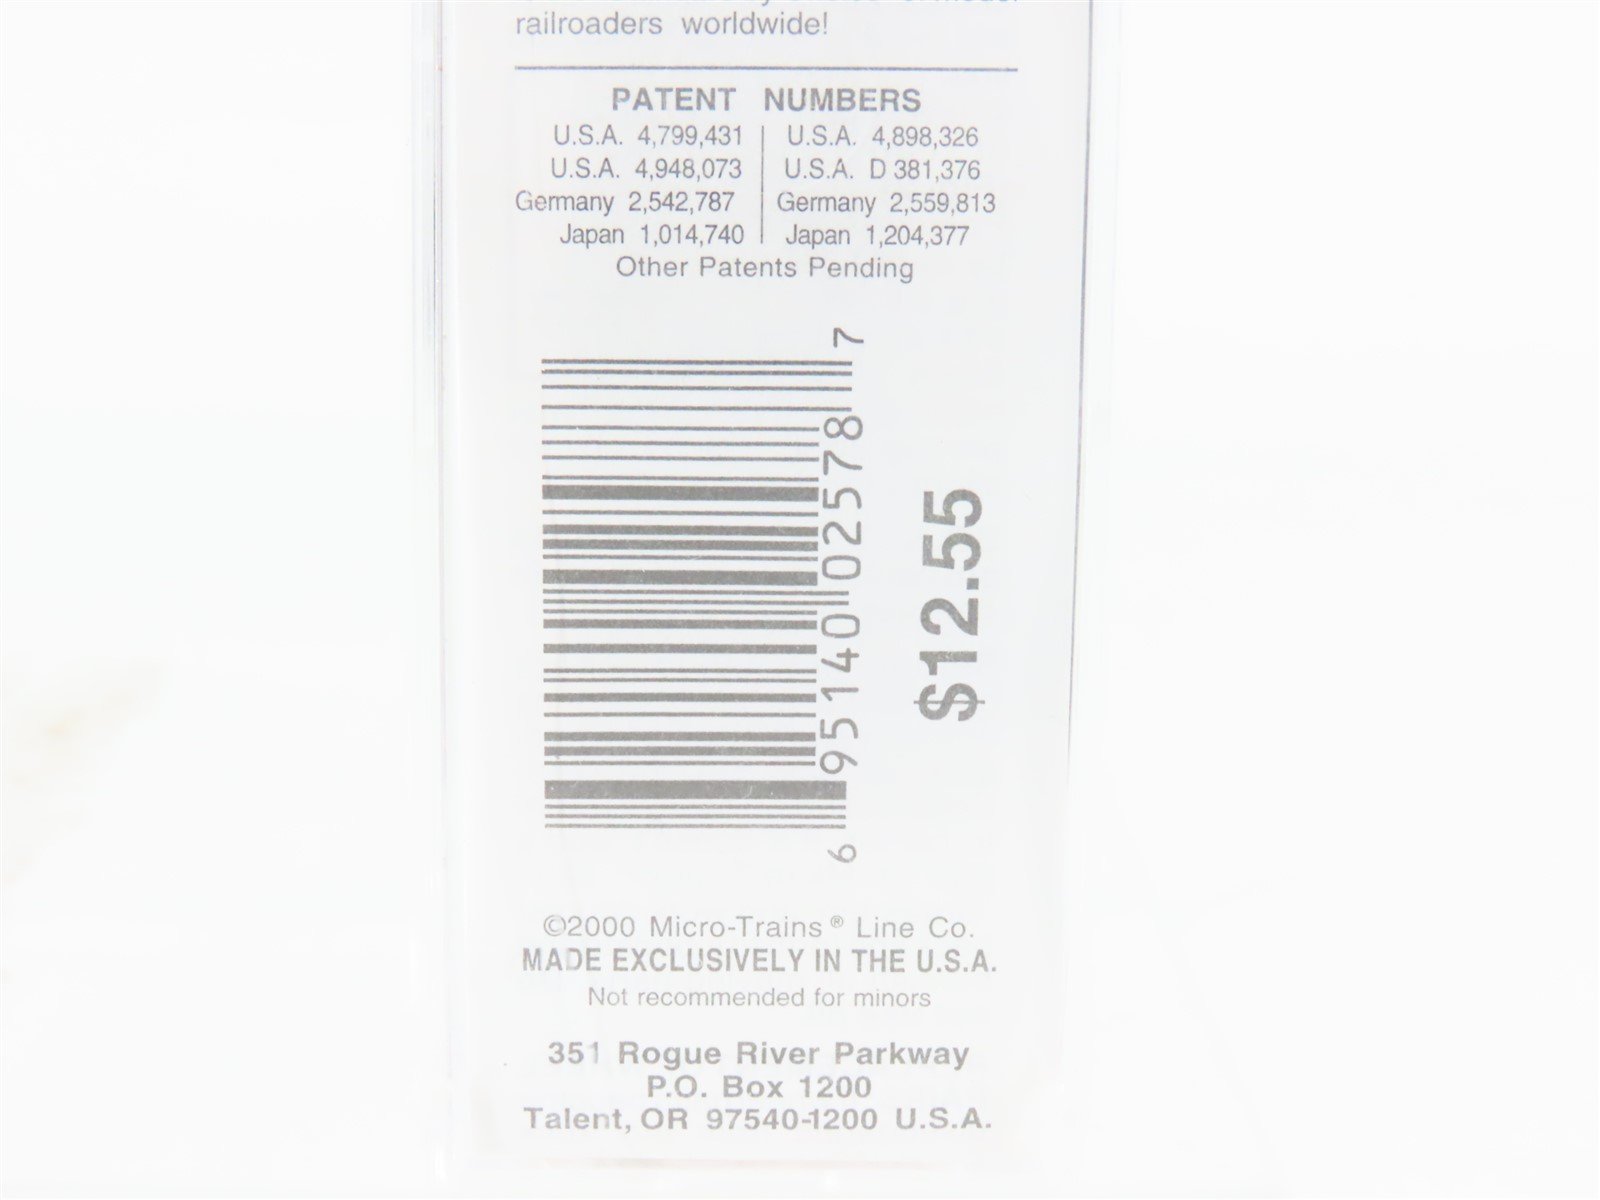 railroaders worldwide!
PATENT NUMBERS
U.S.A. 4,799,431 | U.S.A. 4,898,326
U.S.A. 4,948,073 | U.S.A. D 381,376
Germany 2,542,787 | Germany 2,559,813
Japan 1,014,740 | Japan 1,204,377
Other Patents Pending
6 95140 02578 7
$12.55
©2000 Micro-Trains® Line Co.
MADE EXCLUSIVELY IN THE U.S.A.
Not recommended for minors
351 Rogue River Parkway
P.O. Box 1200
Talent, OR 97540-1200 U.S.A.